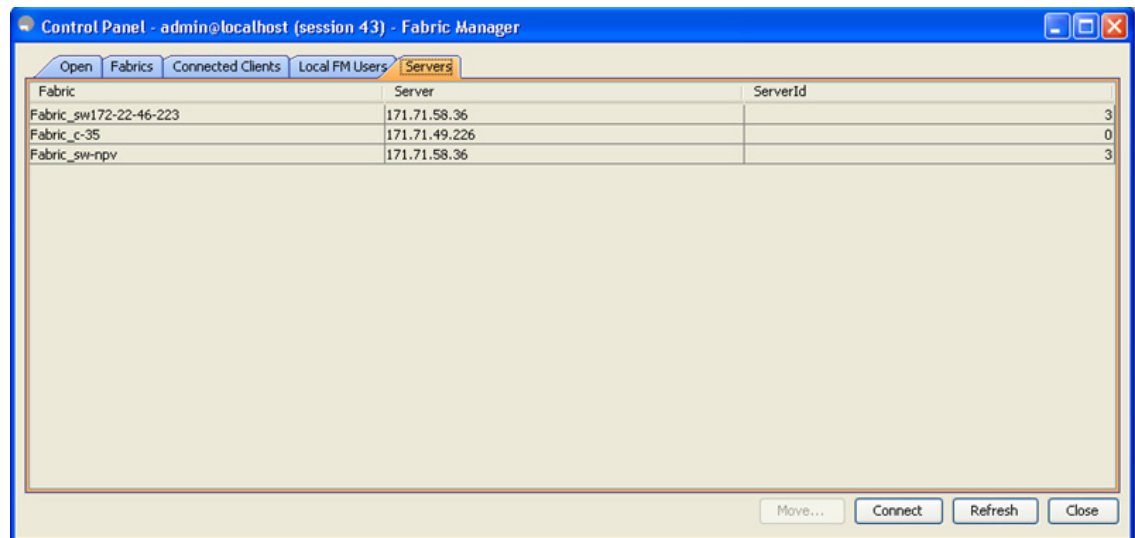 Control Panel - admin@localhost (session 43) - Fabric Manager
Open Fabrics Connected Clients Local FM Users Servers
Fabric Server ServerId
Fabric_sw172-22-46-223 171.71.58.36 3
Fabric_c-35 171.71.49.226 0
Fabric_sw-npv 171.71.58.36 3
Move... Connect Refresh Close